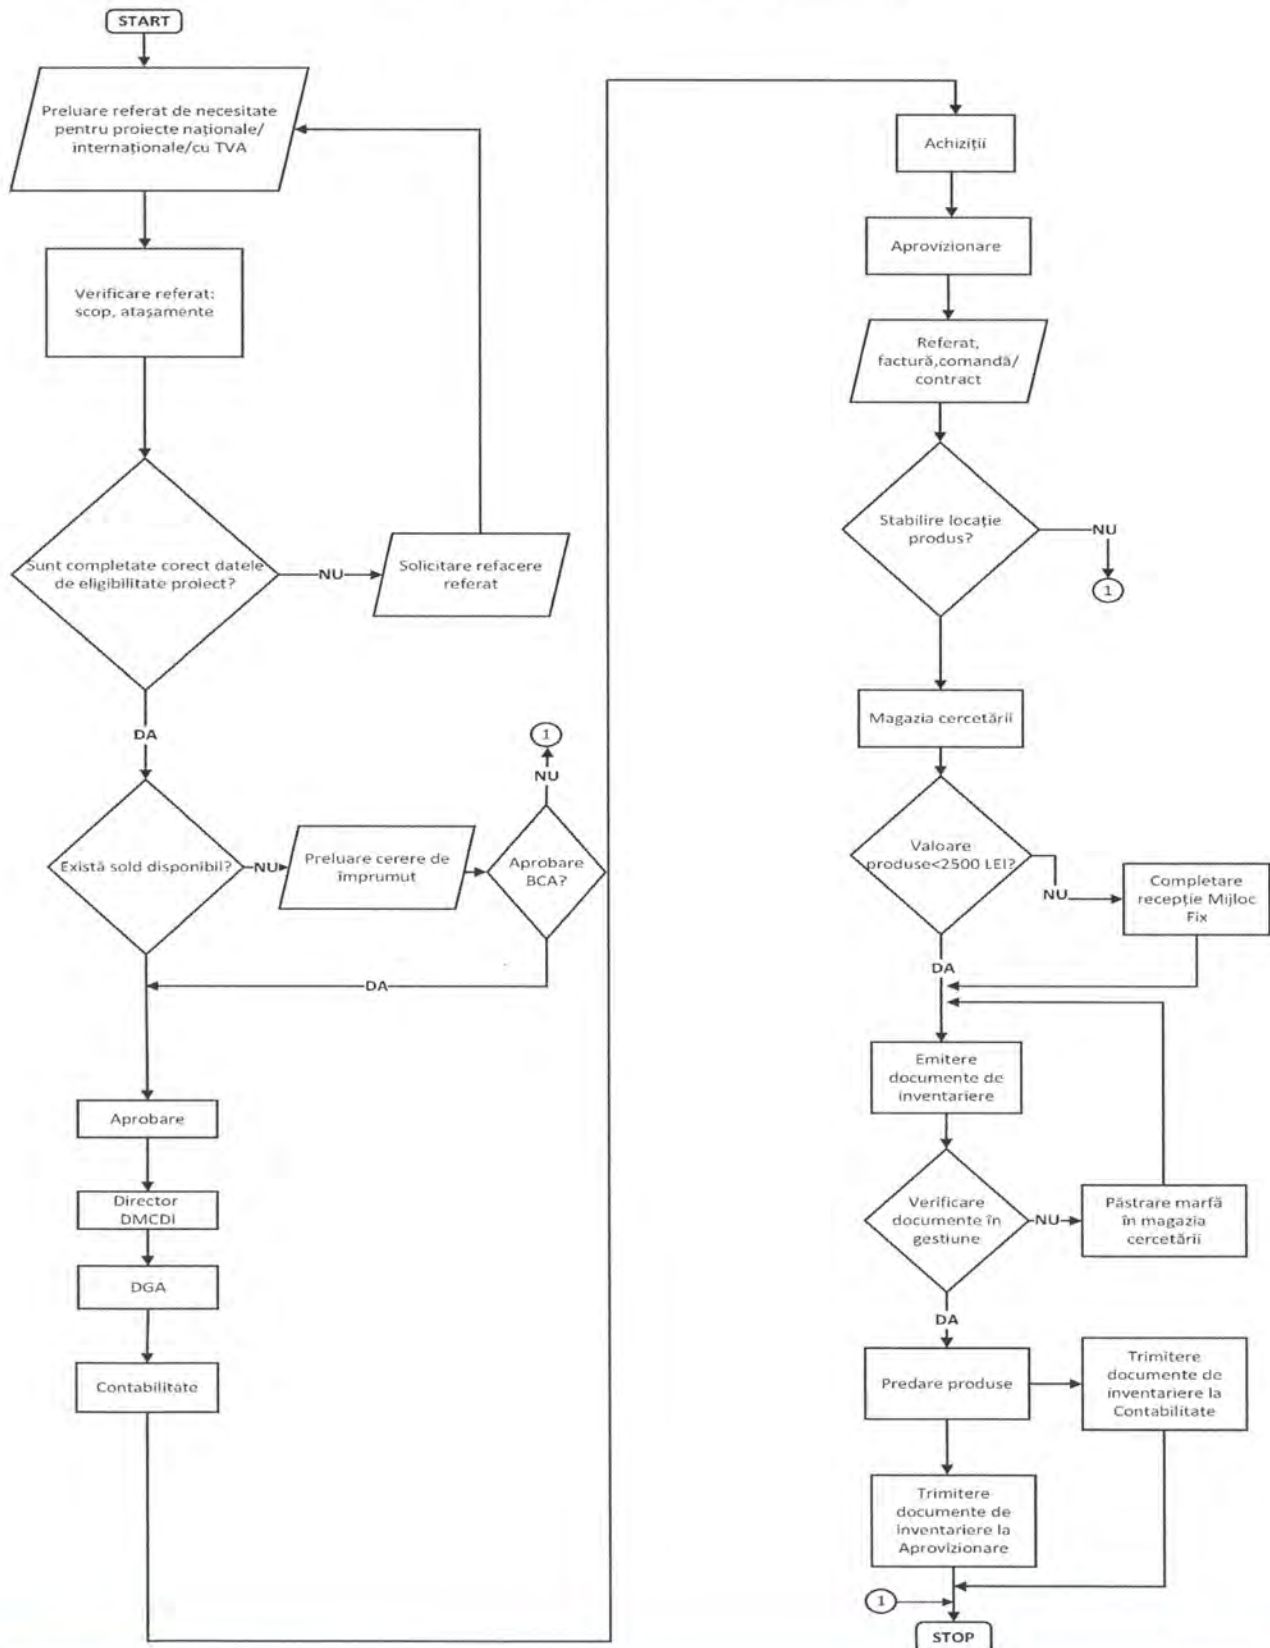 START
Preluare referat de necesitate
pentru proiecte naționale/
internaționale/cu TVA
Verificare referat:
scop, atașamente
Sunt completate corect datele
de eligibilitate proiect?
NU
Solicitare refacere
referat
DA
Există sold disponibil?
NU
Preluare cerere de
împrumut
Aprobare
BCA?
NU
1
DA
Aprobare
Director
DMCDI
DGA
Contabilitate
Achiziții
Aprovizionare
Referat,
factură,comandă/
contract
Stabilire locație
produs?
NU
1
Magazia cercetării
Valoare
produse<2500 LEI?
NU
Completare
recepție Mijloc
Fix
DA
Emitere
documente de
inventariere
Verificare
documente în
gestiune
NU
Păstrare marfă
în magazia
cercetării
DA
Predare produse
Trimitere
documente de
inventariere la
Contabilitate
Trimitere
documente de
inventariere la
Aprovizionare
1
STOP